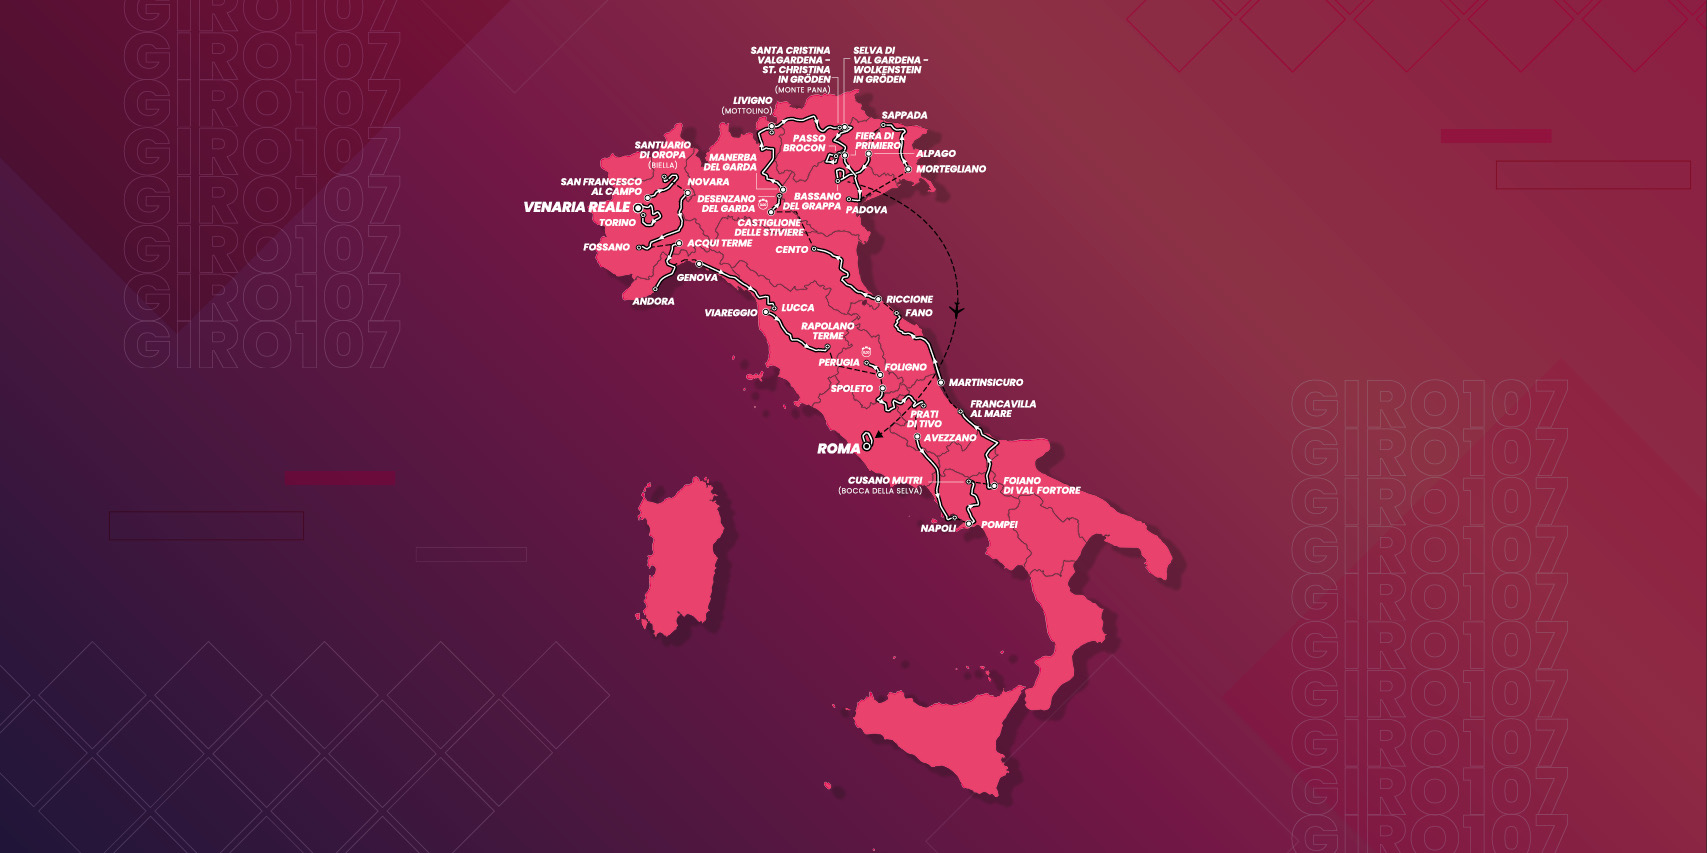 GIRO107
GIRO107
GIRO107
GIRO107
GIRO107
GIRO107
GIRO107
GIRO107
SANTA CRISTINA
VALGARDENA -
ST. CHRISTINA
IN GRÖDEN
(MONTE PANA)
SELVA DI
VAL GARDENA -
WOLKENSTEIN
IN GRÖDEN
LIVIGNO
(MOTTOLINO)
SAPPADA
SANTUARIO
DI OROPA
(BIELLA)
PASSO
BROCON
FIERA DI
PRIMIERO
MANERBA
DEL GARDA
ALPAGO
MORTEGLIANO
SAN FRANCESCO
AL CAMPO
NOVARA
DESENZANO
DEL GARDA
BASSANO
DEL GRAPPA
PADOVA
VENARIA REALE
TORINO
CASTIGLIONE
DELLE STIVIERE
FOSSANO
ACQUI TERME
CENTO
GENOVA
ANDORA
RICCIONE
LUCCA
VIAREGGIO
FANO
RAPOLANO
TERME
PERUGIA
FOLIGNO
SPOLETO
MARTINSICURO
FRANCAVILLA
AL MARE
PRATI
DI TIVO
AVEZZANO
ROMA
CUSANO MUTRI
(BOCCA DELLA SELVA)
FOIANO
DI VAL FORTORE
NAPOLI
POMPEI
GIRO107
GIRO107
GIRO107
GIRO107
GIRO107
GIRO107
GIRO107
GIRO107
GIRO107
GIRO107